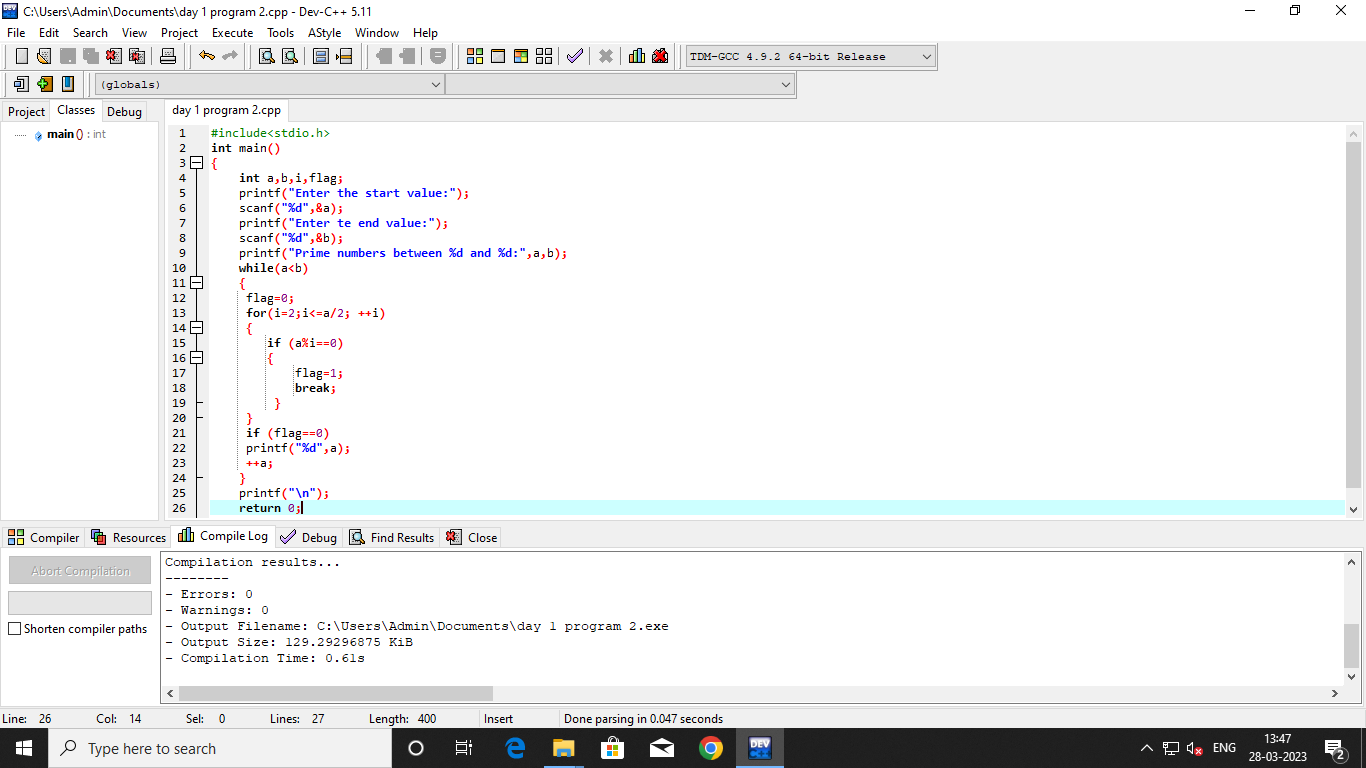 C:\Users\Admin\Documents\day 1 program 2.cpp - Dev-C++ 5.11
File Edit Search View Project Execute Tools AStyle Window Help
TDM-GCC 4.9.2 64-bit Release
(globals)
Project Classes Debug
day 1 program 2.cpp
main () : int
1 #include<stdio.h>
2 int main()
3 {
4 int a,b,i,flag;
5 printf("Enter the start value:");
6 scanf("%d",&a);
7 printf("Enter te end value:");
8 scanf("%d",&b);
9 printf("Prime numbers between %d and %d:",a,b);
10 while(a<b)
11 {
12 flag=0;
13 for(i=2;i<=a/2; ++i)
14 {
15 if (a%i==0)
16 {
17 flag=1;
18 break;
19 }
20 }
21 if (flag==0)
22 printf("%d",a);
23 ++a;
24 }
25 printf("\n");
26 return 0;
Compiler Resources Compile Log Debug Find Results Close
Abort Compilation
Shorten compiler paths
Compilation results...
--------
- Errors: 0
- Warnings: 0
- Output Filename: C:\Users\Admin\Documents\day 1 program 2.exe
- Output Size: 129.29296875 KiB
- Compilation Time: 0.61s
Line: 26 Col: 14 Sel: 0 Lines: 27 Length: 400 Insert Done parsing in 0.047 seconds
Type here to search
DEV
ENG
13:47
28-03-2023
2